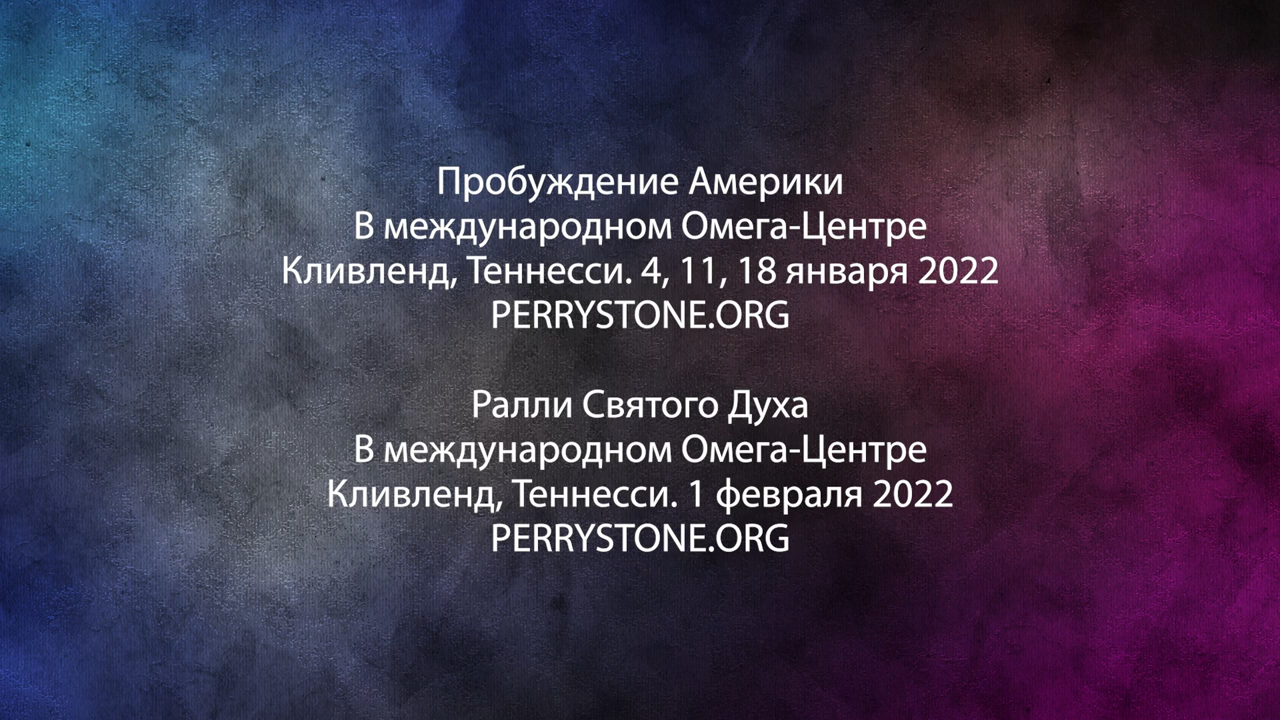 Пробуждение Америки
В международном Омега-Центре
Кливленд, Теннесси. 4, 11, 18 января 2022
PERRYSTONE.ORG
Ралли Святого Духа
В международном Омега-Центре
Кливленд, Теннесси. 1 февраля 2022
PERRYSTONE.ORG